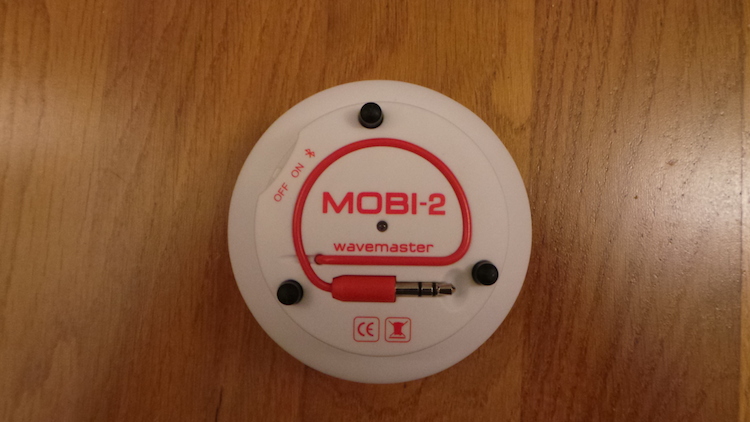 OFF ON
MOBI-2
wavemaster
CE